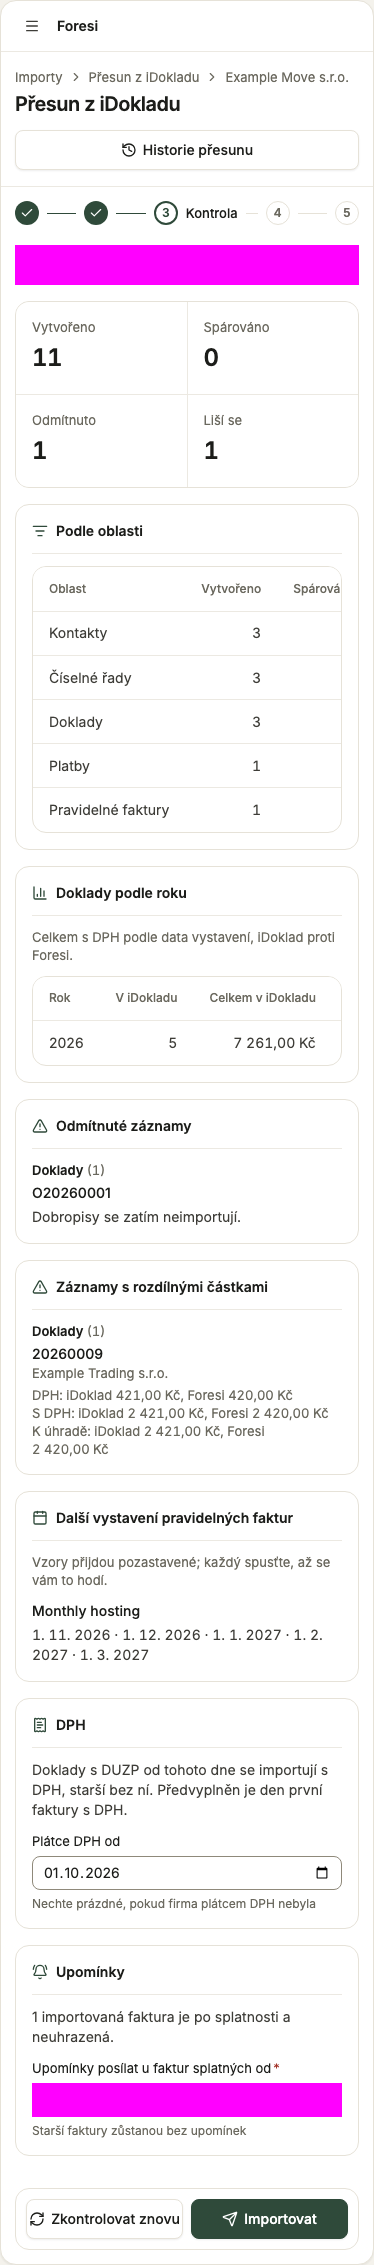 Foresi
Importy > Přesun z iDokladu > Example Move s.r.o.
Přesun z iDokladu
Historie přesunu
3 Kontrola 4 5
Vytvořeno Spárováno
11 0
Odmítnuto Liší se
1 1
Podle oblasti
Oblast Vytvořeno Spárová
Kontakty 3
Číselné řady 3
Doklady 3
Platby 1
Pravidelné faktury 1
Doklady podle roku
Celkem s DPH podle data vystavení, iDoklad proti
Foresi.
Rok V iDokladu Celkem v iDokladu
2026 5 7 261,00 Kč
Odmítnuté záznamy
Doklady (1)
O20260001
Dobropisy se zatím neimportují.
Záznamy s rozdílnými částkami
Doklady (1)
20260009
Example Trading s.r.o.
DPH: iDoklad 421,00 Kč, Foresi 420,00 Kč
S DPH: iDoklad 2 421,00 Kč, Foresi 2 420,00 Kč
K úhradě: iDoklad 2 421,00 Kč, Foresi
2 420,00 Kč
Další vystavení pravidelných faktur
Vzory přijdou pozastavené; každý spusťte, až se
vám to hodí.
Monthly hosting
1. 11. 2026 · 1. 12. 2026 · 1. 1. 2027 · 1. 2.
2027 · 1. 3. 2027
DPH
Doklady s DUZP od tohoto dne se importují s
DPH, starší bez ní. Předvyplněn je den první
faktury s DPH.
Plátce DPH od
01.10.2026
Nechte prázdné, pokud firma plátcem DPH nebyla
Upomínky
1 importovaná faktura je po splatnosti a
neuhrazená.
Upomínky posílat u faktur splatných od*
Starší faktury zůstanou bez upomínek
Zkontrolovat znovu Importovat